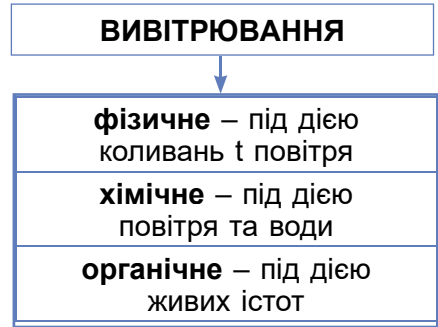 ВИВІТРЮВАННЯ
фізичне – під дією
коливань t повітря
хімічне – під дією
повітря та води
органічне – під дією
живих істот